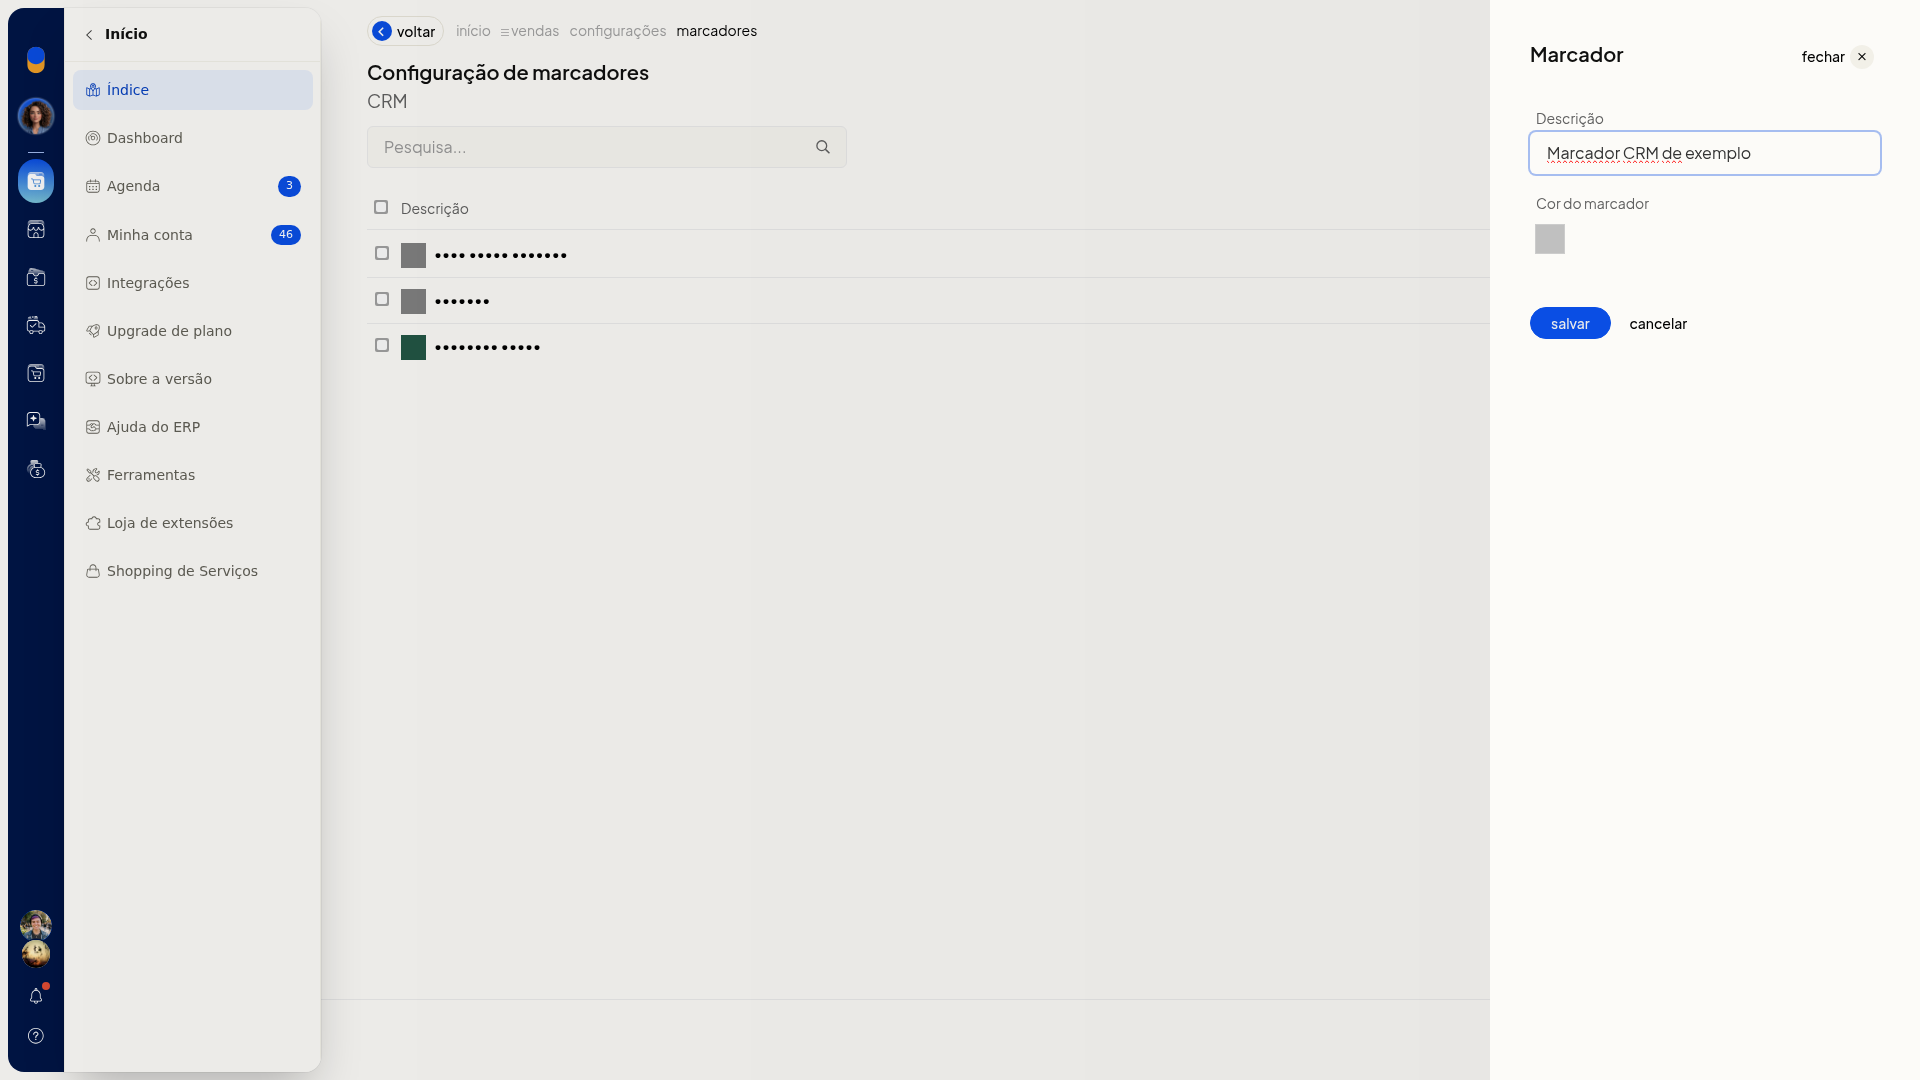 Início
Índice
Dashboard
Agenda
3
Minha conta
46
Integrações
Upgrade de plano
Sobre a versão
Ajuda do ERP
Ferramentas
Loja de extensões
Shopping de Serviços
voltar
início
vendas
configurações
marcadores
Configuração de marcadores
CRM
Pesquisa...
Descrição
•••• ••••• •••••••
•••••••
•••••••• •••••
Marcador
fechar
Descrição
Marcador CRM de exemplo
Cor do marcador
salvar
cancelar